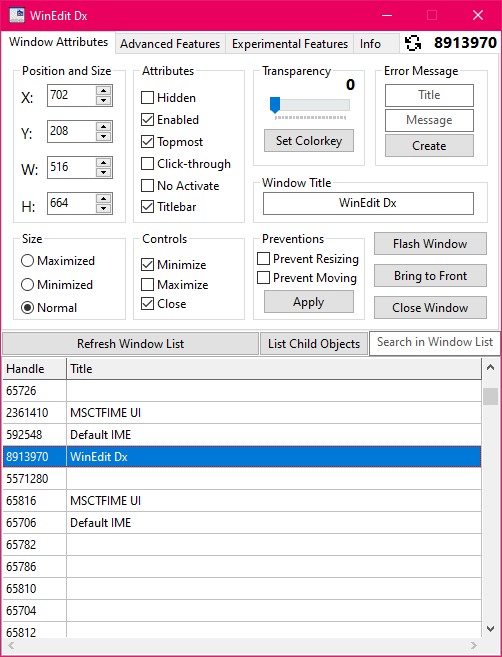 WinEdit Dx
Window Attributes Advanced Features Experimental Features Info 8913970
Position and Size
X: 702
Y: 208
W: 516
H: 664
Attributes
Hidden
Enabled
Topmost
Click-through
No Activate
Titlebar
Transparency
0
Set Colorkey
Error Message
Title
Message
Create
Window Title
WinEdit Dx
Size
Maximized
Minimized
Normal
Controls
Minimize
Maximize
Close
Preventions
Prevent Resizing
Prevent Moving
Apply
Flash Window
Bring to Front
Close Window
Refresh Window List List Child Objects Search in Window List
Handle Title
65726
2361410 MSCTFIME UI
592548 Default IME
8913970 WinEdit Dx
5571280
65816 MSCTFIME UI
65706 Default IME
65782
65786
65810
65704
65812